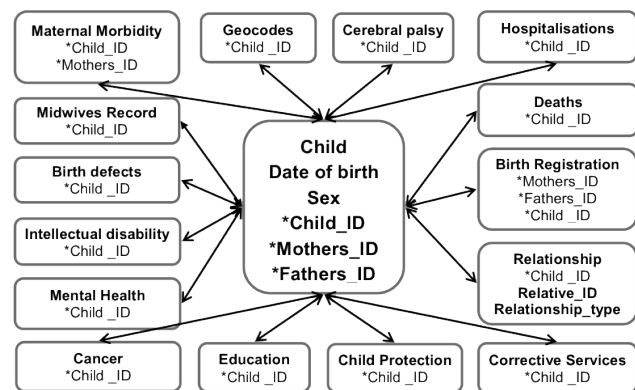 Maternal Morbidity
*Child_ID
*Mothers_ID
Geocodes
*Child _ID
Cerebral palsy
*Child _ID
Hospitalisations
*Child _ID
Midwives Record
*Child_ID
Birth defects
*Child _ID
Intellectual disability
*Child _ID
Mental Health
*Child _ID
Child
Date of birth
Sex
*Child_ID
*Mothers_ID
*Fathers_ID
Deaths
*Child _ID
Birth Registration
*Mothers_ID
*Fathers_ID
*Child _ID
Relationship
*Child _ID
Relative_ID
Relationship_type
Cancer
*Child _ID
Education
*Child _ID
Child Protection
*Child _ID
Corrective Services
*Child _ID